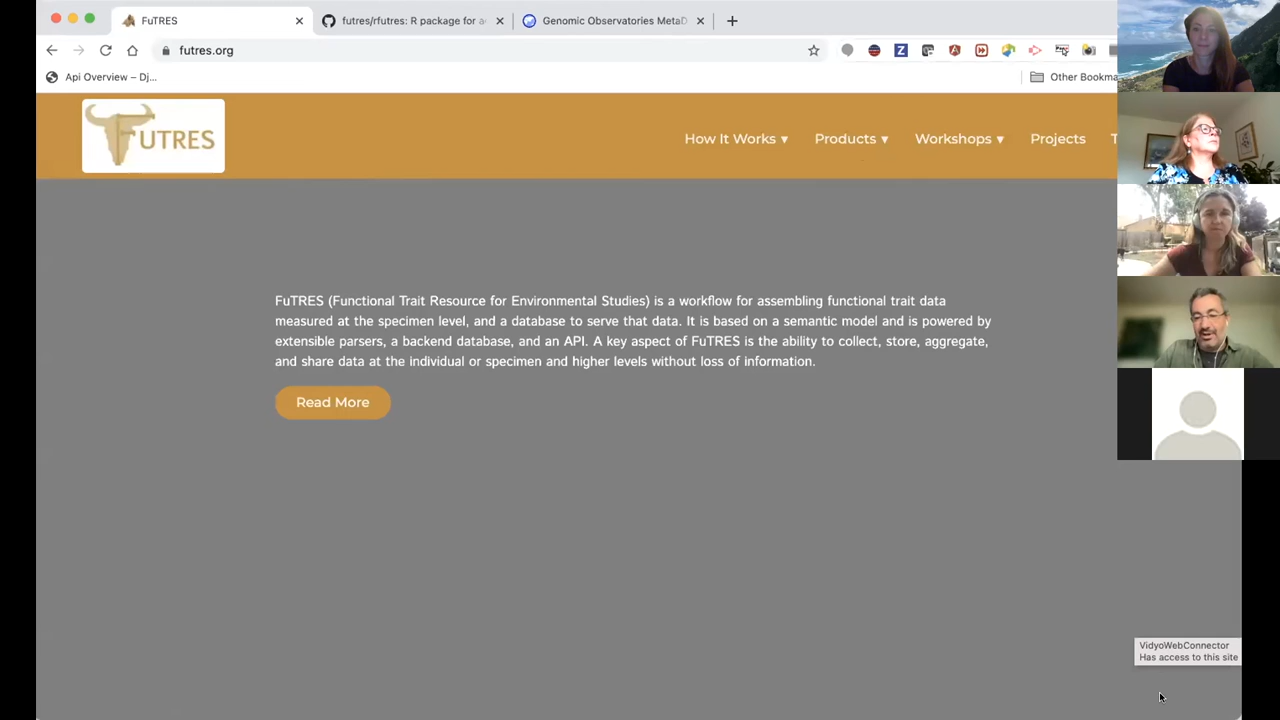 FuTRES
futres/rfutres: R package for a
Genomic Observatories MetaD
futres.org
Api Overview – Dj...
Other Bookma
FUTRES
How It Works ▾
Products ▾
Workshops ▾
Projects
T
FuTRES (Functional Trait Resource for Environmental Studies) is a workflow for assembling functional trait data
measured at the specimen level, and a database to serve that data. It is based on a semantic model and is powered by
extensible parsers, a backend database, and an API. A key aspect of FuTRES is the ability to collect, store, aggregate,
and share data at the individual or specimen and higher levels without loss of information.
Read More
VidyoWebConnector
Has access to this site